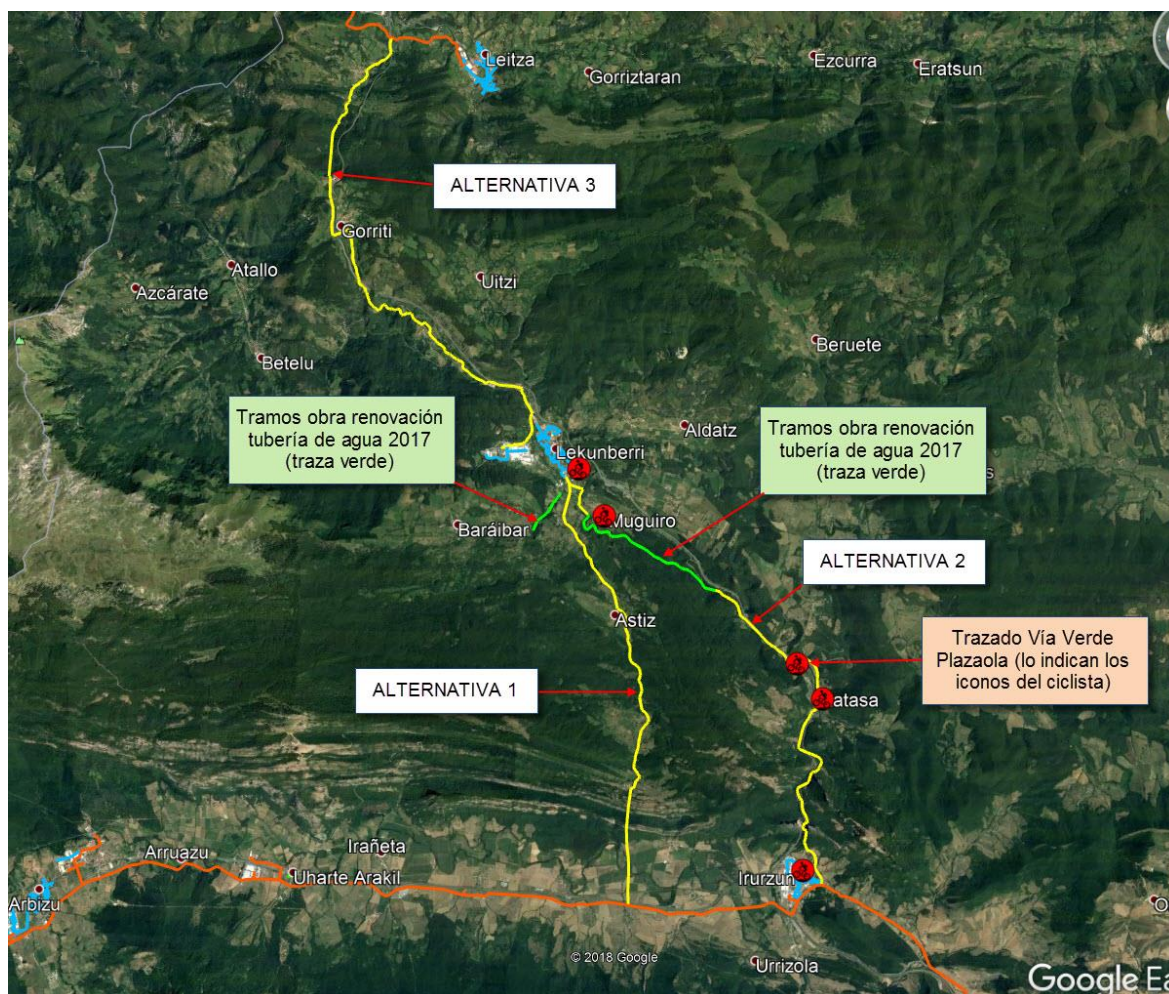 Leitza
Gorriztaran
Ezcurra
Eratsun
ALTERNATIVA 3
Gorriti
Atallo
Azcárate
Uitzi
Betelu
Beruete
Tramos obra renovación
tubería de agua 2017
(traza verde)
Aldatz
Tramos obra renovación
tubería de agua 2017
(traza verde)
Lekunberri
s
Baráibar
Muguiro
ALTERNATIVA 2
Astiz
Trazado Vía Verde
Plazaola (lo indican los
iconos del ciclista)
ALTERNATIVA 1
atasa
Irañeta
Arruazu
Uharte Arakil
Irurzun
Arbizu
O
© 2018 Google
Urrizola
Google Ea